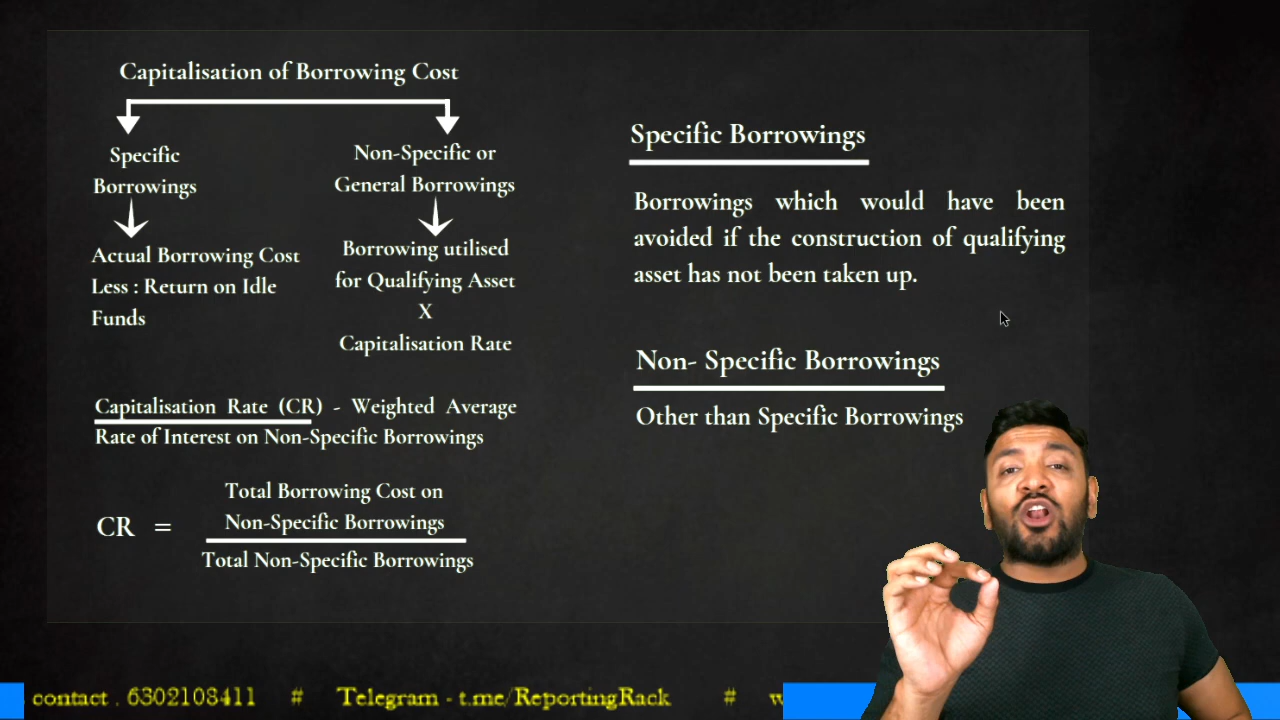 Capitalisation of Borrowing Cost
Specific
Borrowings
Actual Borrowing Cost
Less : Return on Idle
Funds
Non-Specific or
General Borrowings
Borrowing utilised
for Qualifying Asset
X
Capitalisation Rate
Capitalisation Rate (CR) - Weighted Average
Rate of Interest on Non-Specific Borrowings
CR =
Total Borrowing Cost on
Non-Specific Borrowings
Total Non-Specific Borrowings
Specific Borrowings
Borrowings which would have been
avoided if the construction of qualifying
asset has not been taken up.
Non- Specific Borrowings
Other than Specific Borrowings
contact . 6302108411 # Telegram - t.me/ReportingRack # w